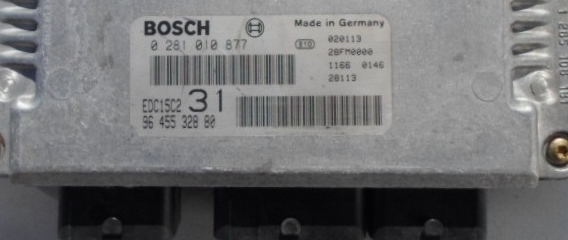 BOSCH
Made in Germany
0 281 010 877
010
020113
28FM0000
1166 0146
28113
EDC15C2 31
96 455 328 80